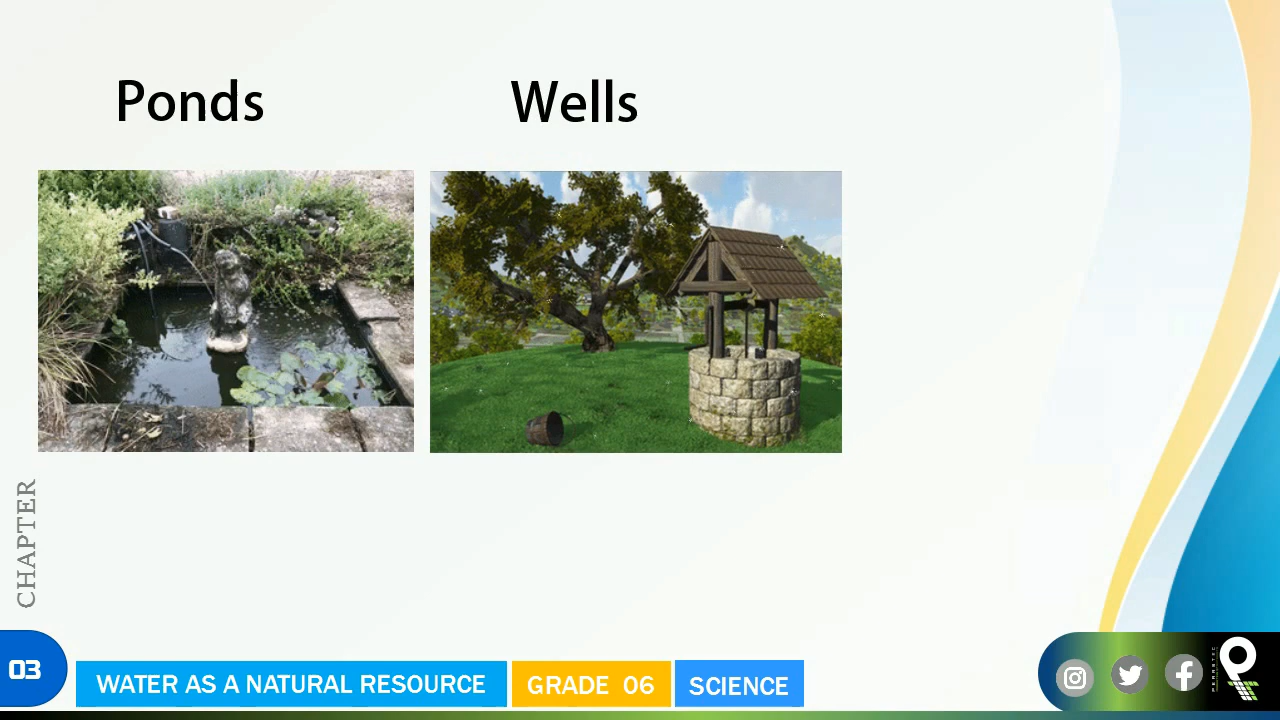 Ponds
Wells
CHAPTER
03
WATER AS A NATURAL RESOURCE
GRADE 06
SCIENCE